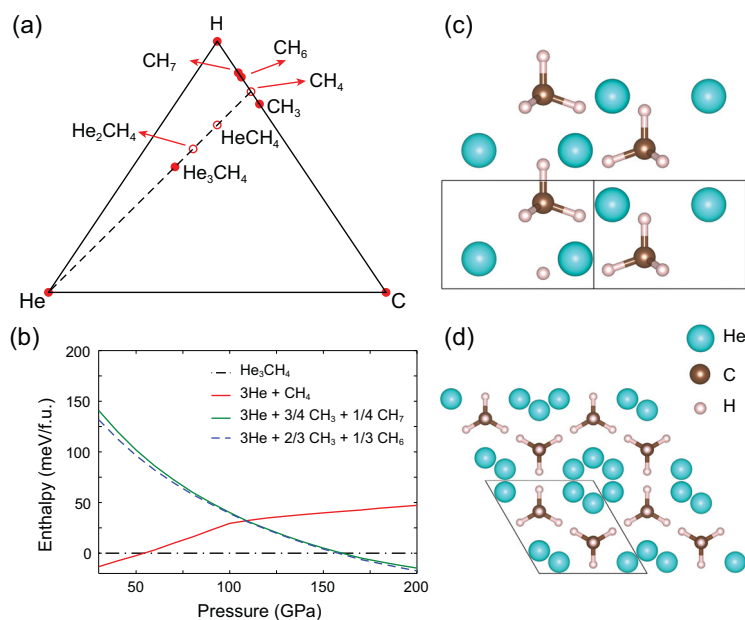 (a)
H
CH₇
CH₆
CH₄
CH₃
He₂CH₄
HeCH₄
He₃CH₄
He
C
(b)
200
150
100
50
0
50
100
150
200
Enthalpy (meV/f.u.)
Pressure (GPa)
He₃CH₄
3He + CH₄
3He + 3/4 CH₃ + 1/4 CH₇
3He + 2/3 CH₃ + 1/3 CH₆
(c)
(d)
He
C
H